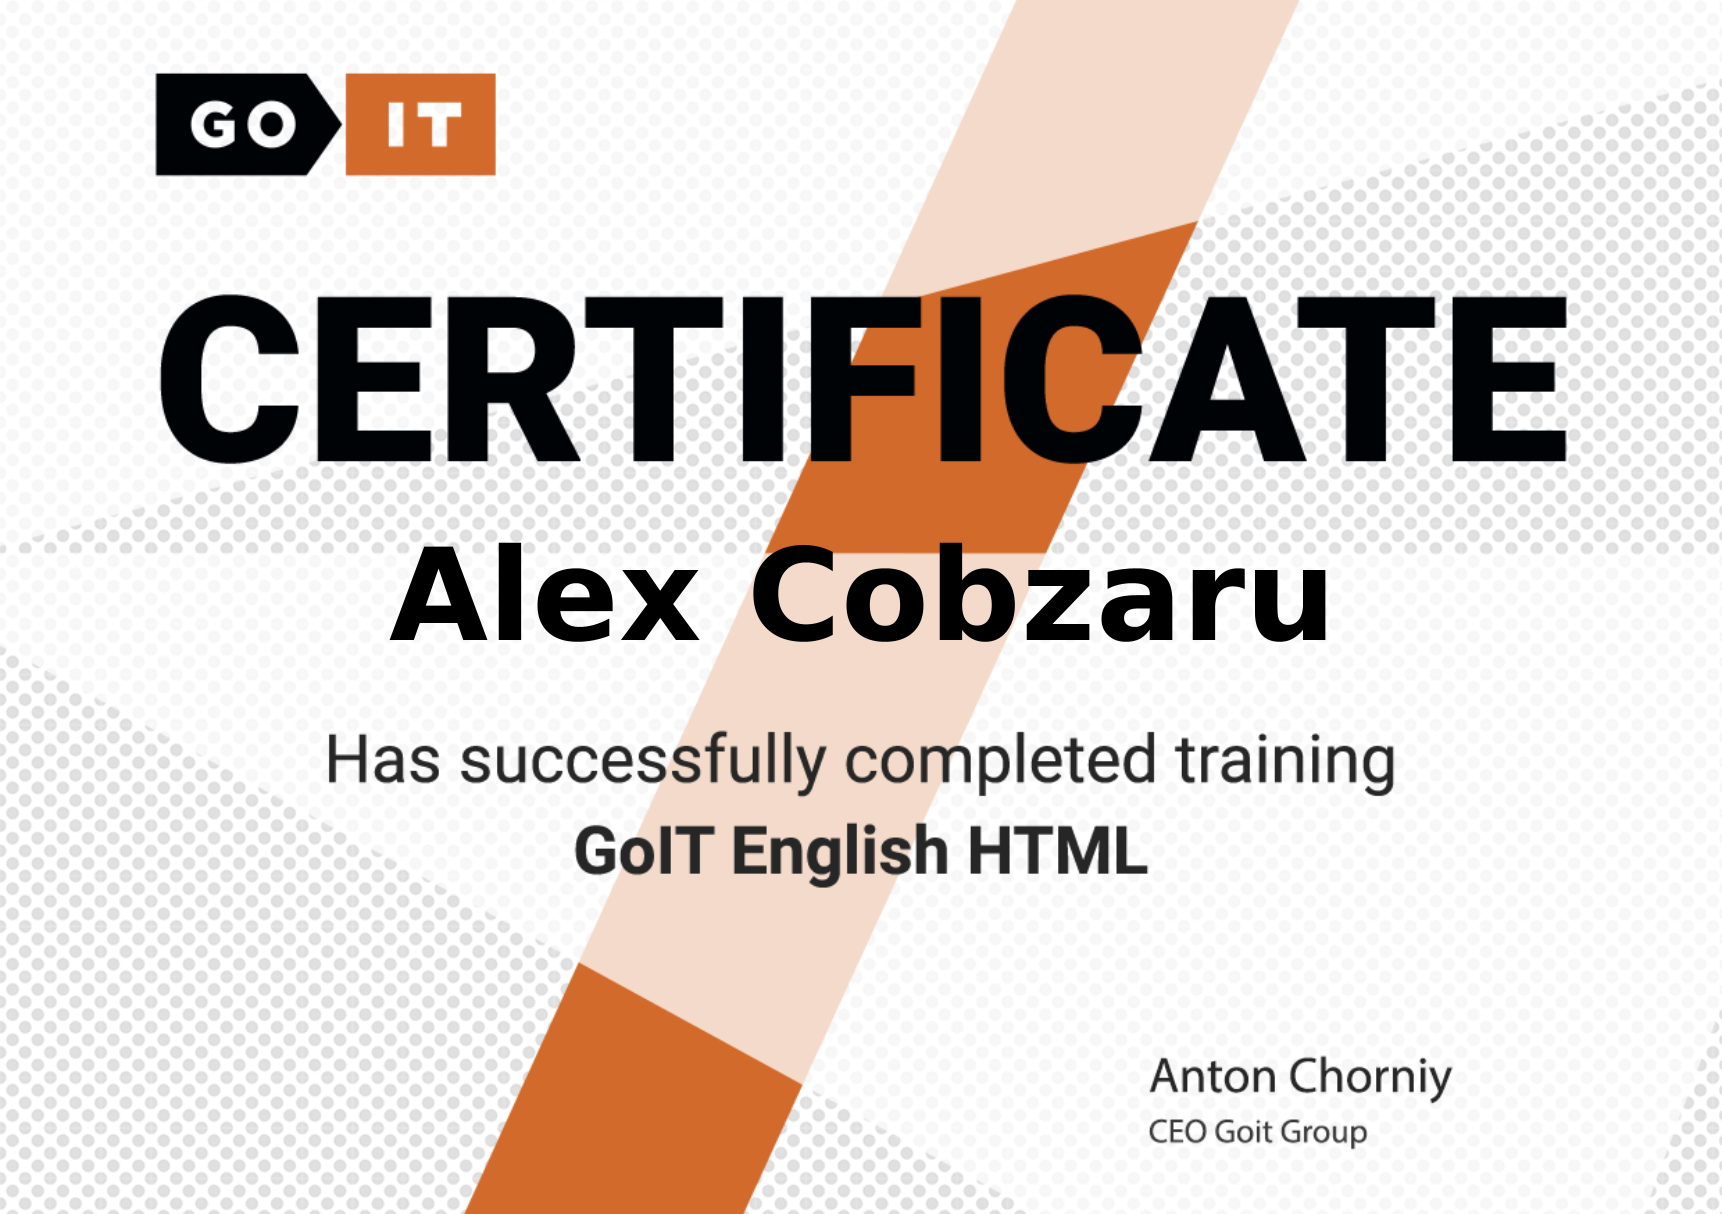 GO IT
CERTIFICATE
Alex Cobzaru
Has successfully completed training
GoIT English HTML
Anton Chorniy
CEO Goit Group